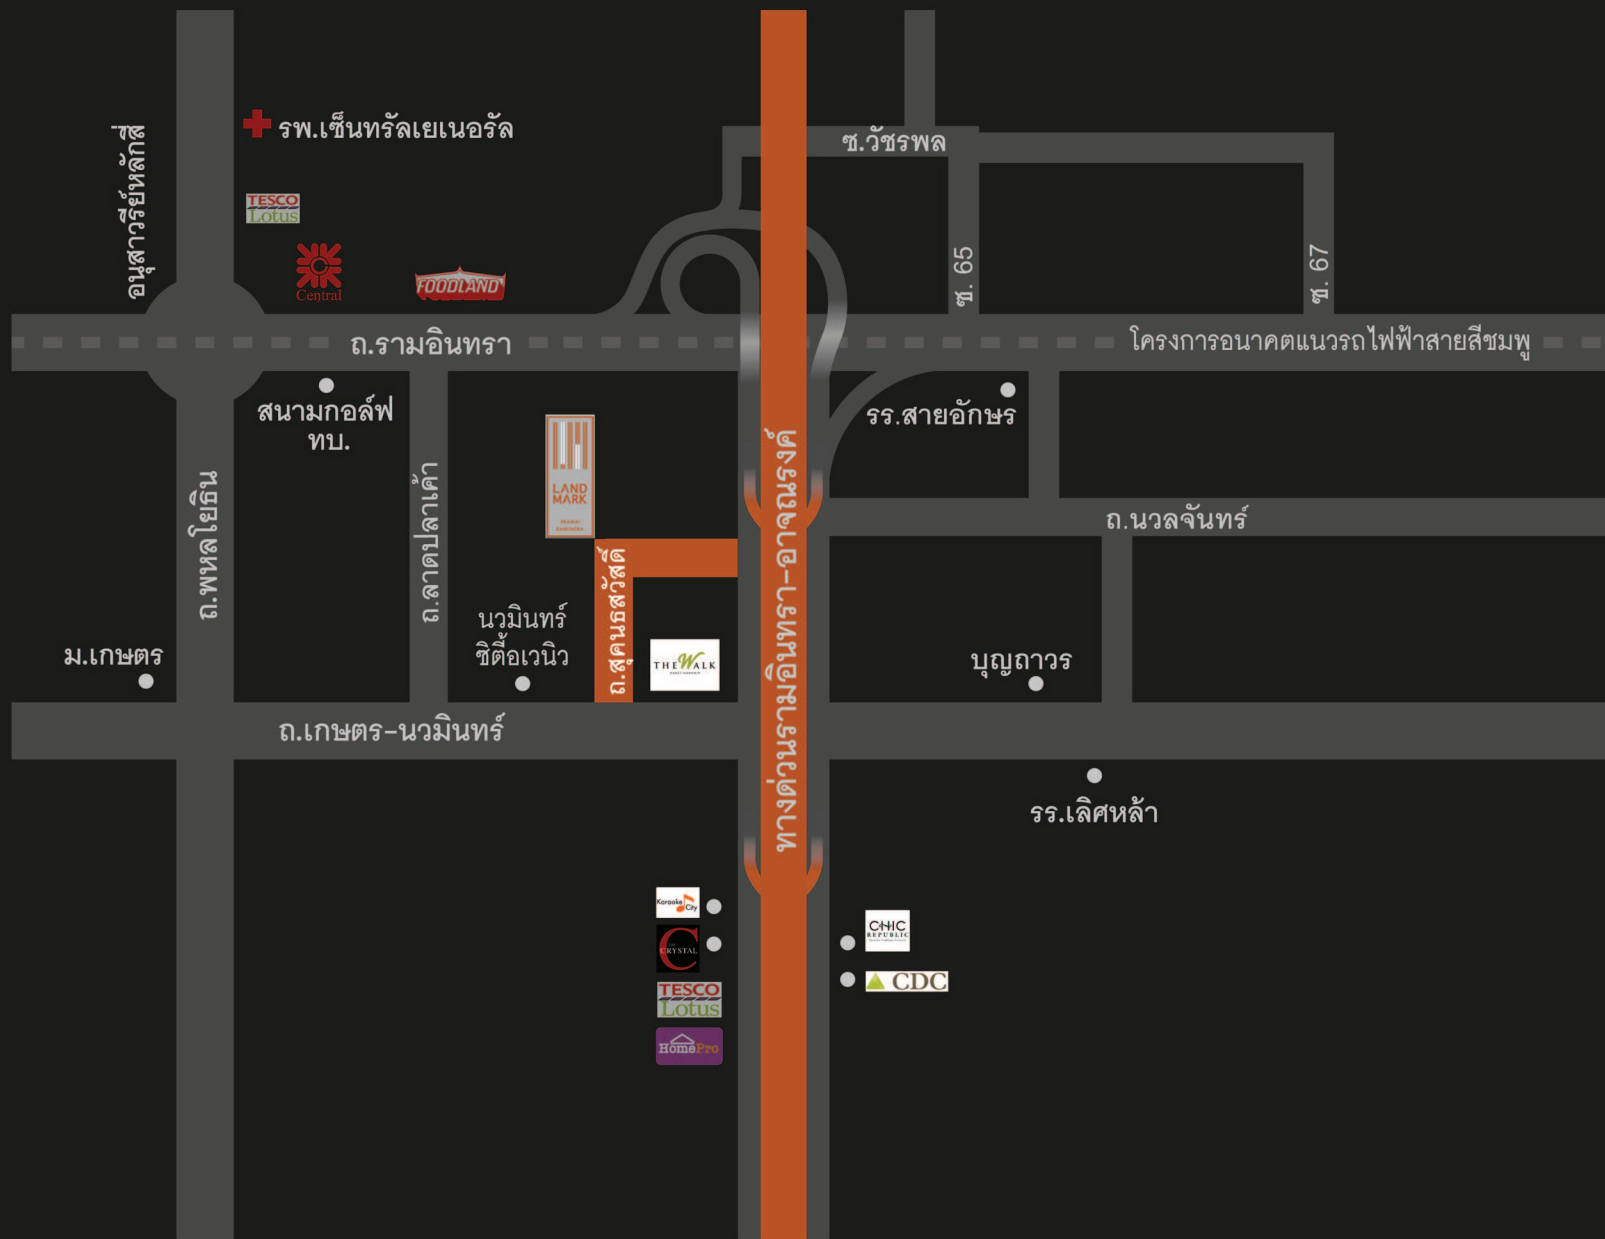 รพ.เซ็นทรัลเยเนอรัล
ซ.วัชรพล
อนุสาวรีย์หลักสี่
TESCO
Lotus
Central
FOODLAND
ซ. 65
ซ. 67
ถ.รามอินทรา
โครงการอนาคตแนวรถไฟฟ้าสายสีชมพู
สนามกอล์ฟ
ทบ.
รร.สายอักษร
LAND
MARK
ถ.พหลโยธิน
ถ.ลาดปลาเค้า
ทางด่วนรามอินทรา-อาจณรงค์
ถ.นวลจันทร์
ถ.สุคนธสวัสดิ์
นวมินทร์
ซิตี้อเวนิว
ม.เกษตร
THE WALK
บุญถาวร
ถ.เกษตร-นวมินทร์
รร.เลิศหล้า
Karaoke City
THE
CRYSTAL
CHIC
REPUBLIC
CDC
TESCO
Lotus
HomePro